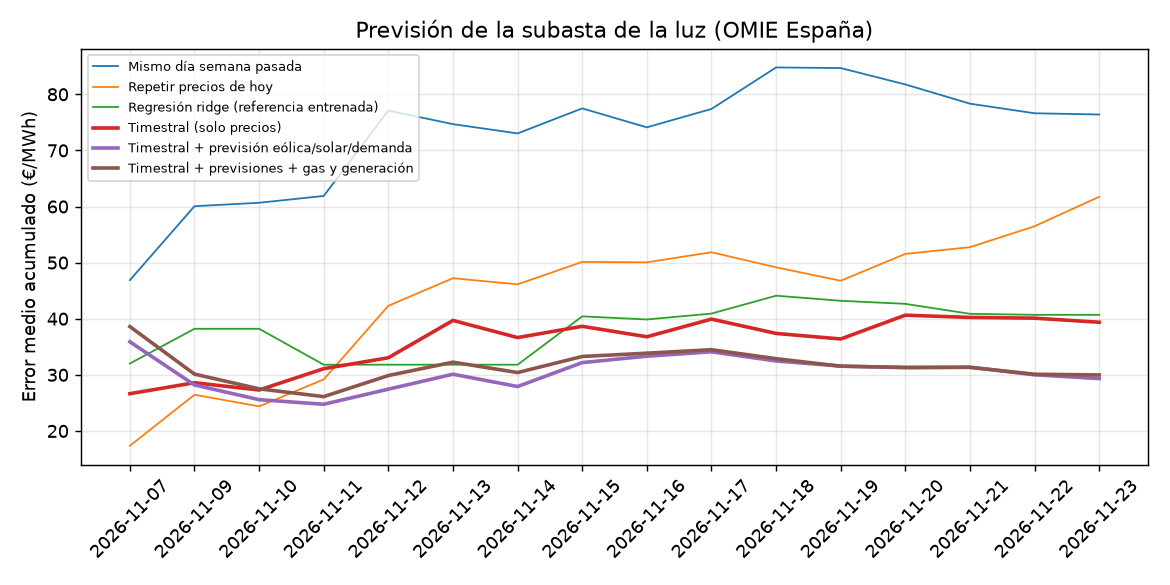 Previsión de la subasta de la luz (OMIE España)
Error medio acumulado (€/MWh)
Mismo día semana pasada
Repetir precios de hoy
Regresión ridge (referencia entrenada)
Timestral (solo precios)
Timestral + previsión eólica/solar/demanda
Timestral + previsiones + gas y generación
80
70
60
50
40
30
20
2026-11-07
2026-11-09
2026-11-10
2026-11-11
2026-11-12
2026-11-13
2026-11-14
2026-11-15
2026-11-16
2026-11-17
2026-11-18
2026-11-19
2026-11-20
2026-11-21
2026-11-22
2026-11-23